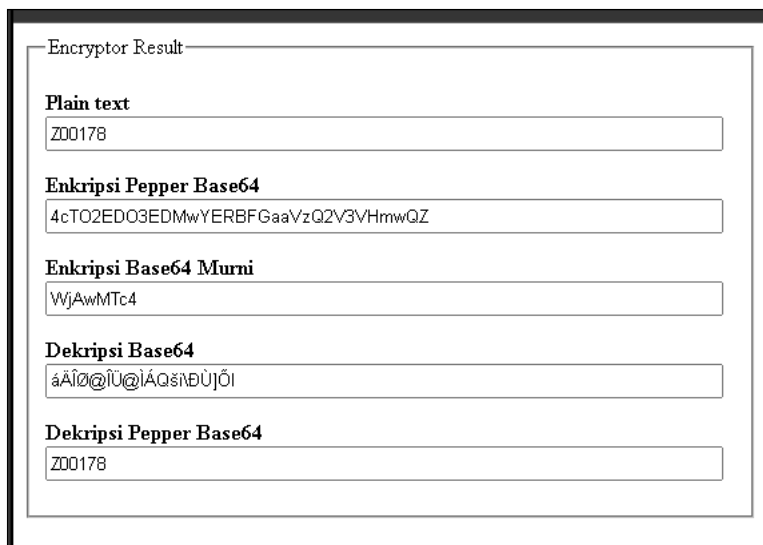 Encryptor Result
Plain text
Z00178
Enkripsi Pepper Base64
4cTO2EDO3EDMwYERBFGaaVzQ2V3VHmwQZ
Enkripsi Base64 Murni
WjAwMTc4
Dekripsi Base64
áÄÎØ@ÎÜ@ÌÁQši\ÐÙ]ÕI
Dekripsi Pepper Base64
Z00178